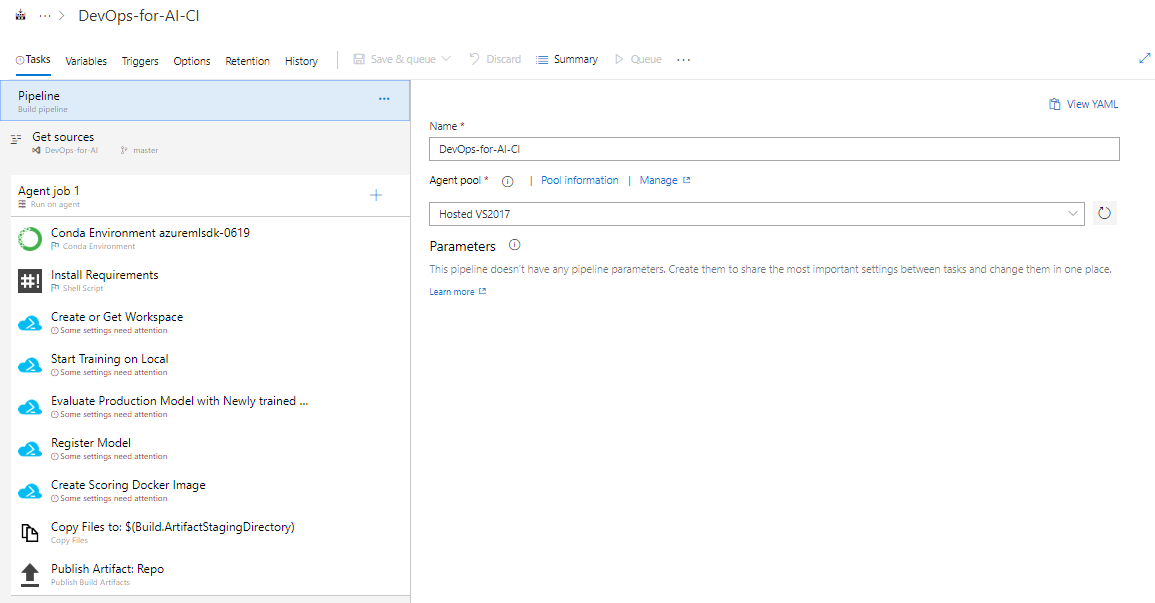 ··· > DevOps-for-AI-CI
Tasks Variables Triggers Options Retention History Save & queue Discard Summary Queue ···
Pipeline ···
Build pipeline
Get sources
DevOps-for-AI master
Agent job 1 +
Run on agent
Conda Environment azuremlsdk-0619
Conda Environment
#! Install Requirements
Shell Script
Create or Get Workspace
Some settings need attention
Start Training on Local
Some settings need attention
Evaluate Production Model with Newly trained ...
Some settings need attention
Register Model
Some settings need attention
Create Scoring Docker Image
Some settings need attention
Copy Files to: $(Build.ArtifactStagingDirectory)
Copy Files
Publish Artifact: Repo
Publish Build Artifacts
View YAML
Name *
DevOps-for-AI-CI
Agent pool * | Pool information | Manage
Hosted VS2017
Parameters
This pipeline doesn't have any pipeline parameters. Create them to share the most important settings between tasks and change them in one place.
Learn more